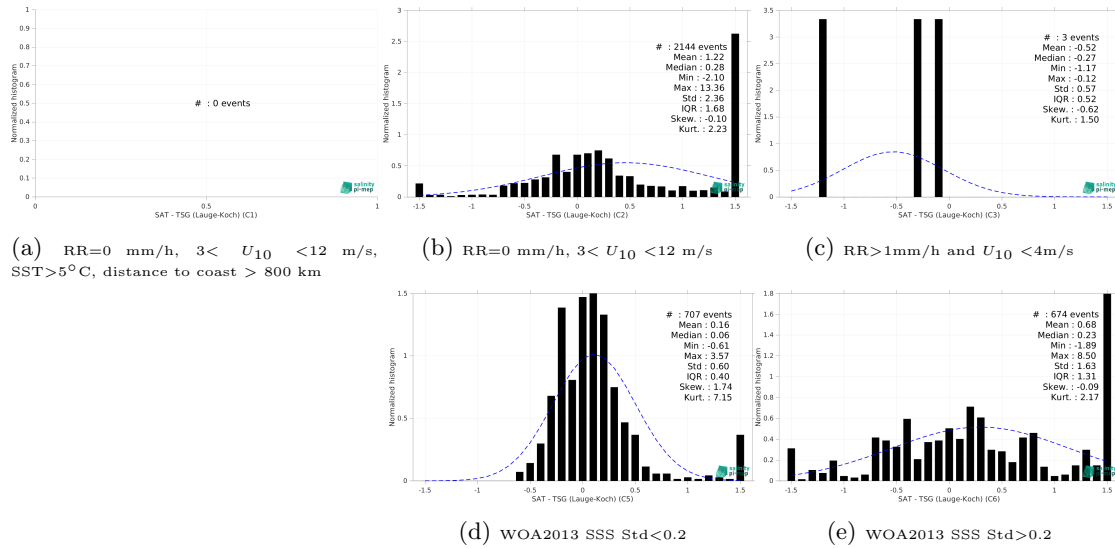 Normalized histogram
1
0.9
0.8
0.7
0.6
0.5
0.4
0.3
0.2
0.1
0
# : 0 events
salinity
pi-mep
0 0.5 1
SAT - TSG (Lauge-Koch) (C1)
(a) RR=0 mm/h, 3< U10 <12 m/s,
SST>5°C, distance to coast > 800 km
Normalized histogram
3
2.5
2
1.5
1
0.5
0
# : 2144 events
Mean : 1.22
Median : 0.28
Min : -2.10
Max : 13.36
Std : 2.36
IQR : 1.68
Skew. : -0.10
Kurt. : 2.23
salinity
pi-mep
-1.5 -1 -0.5 0 0.5 1 1.5
SAT - TSG (Lauge-Koch) (C2)
(b) RR=0 mm/h, 3< U10 <12 m/s
Normalized histogram
3.5
3
2.5
2
1.5
1
0.5
0
# : 3 events
Mean : -0.52
Median : -0.27
Min : -1.17
Max : -0.12
Std : 0.57
IQR : 0.52
Skew. : -0.62
Kurt. : 1.50
salinity
pi-mep
-1.5 -1 -0.5 0 0.5 1 1.5
SAT - TSG (Lauge-Koch) (C3)
(c) RR>1mm/h and U10 <4m/s
Normalized histogram
1.5
1
0.5
0
# : 707 events
Mean : 0.16
Median : 0.06
Min : -0.61
Max : 3.57
Std : 0.60
IQR : 0.40
Skew. : 1.74
Kurt. : 7.15
salinity
pi-mep
-1.5 -1 -0.5 0 0.5 1 1.5
SAT - TSG (Lauge-Koch) (C5)
(d) WOA2013 SSS Std<0.2
Normalized histogram
1.8
1.6
1.4
1.2
1
0.8
0.6
0.4
0.2
0
# : 674 events
Mean : 0.68
Median : 0.23
Min : -1.89
Max : 8.50
Std : 1.63
IQR : 1.31
Skew. : -0.09
Kurt. : 2.17
salinity
pi-mep
-1.5 -1 -0.5 0 0.5 1 1.5
SAT - TSG (Lauge-Koch) (C6)
(e) WOA2013 SSS Std>0.2